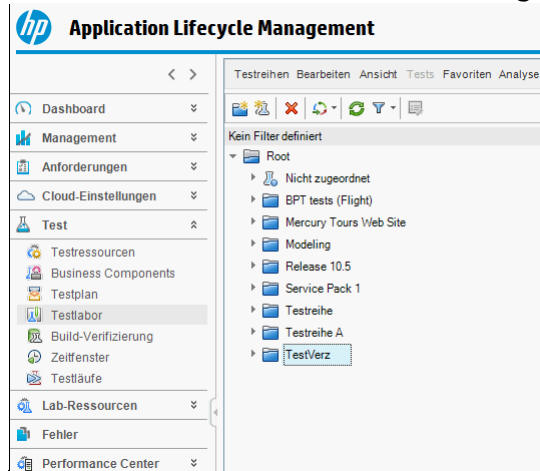 hp Application Lifecycle Management
Testreihen Bearbeiten Ansicht Tests Favoriten Analyse
Dashboard
Management
Anforderungen
Cloud-Einstellungen
Test
Testressourcen
Business Components
Testplan
Testlabor
Build-Verifizierung
Zeitfenster
Testläufe
Lab-Ressourcen
Fehler
Performance Center
Kein Filter definiert
Root
Nicht zugeordnet
BPT tests (Flight)
Mercury Tours Web Site
Modeling
Release 10.5
Service Pack 1
Testreihe
Testreihe A
TestVerz